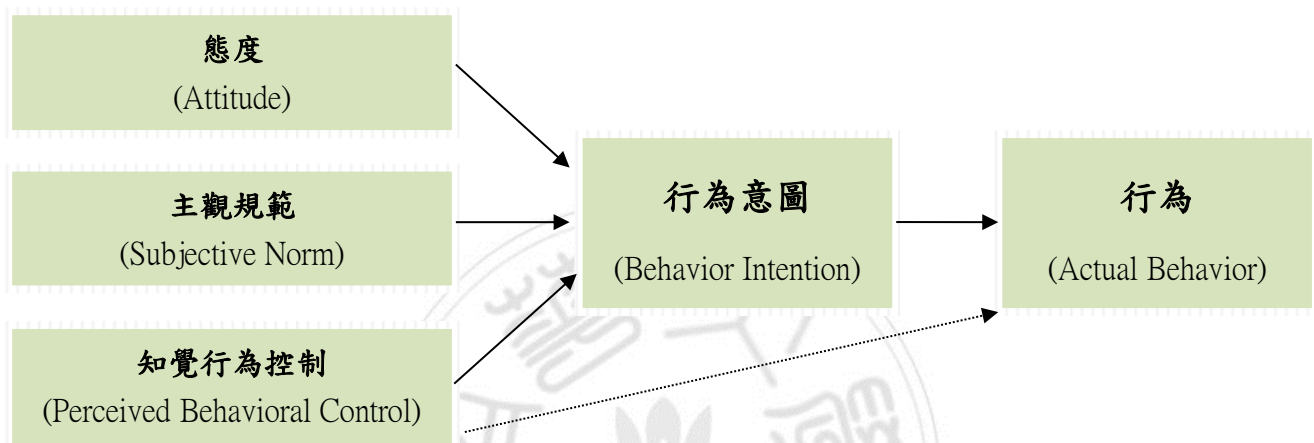 態度
(Attitude)
主觀規範
(Subjective Norm)
知覺行為控制
(Perceived Behavioral Control)
行為意圖
(Behavior Intention)
行為
(Actual Behavior)